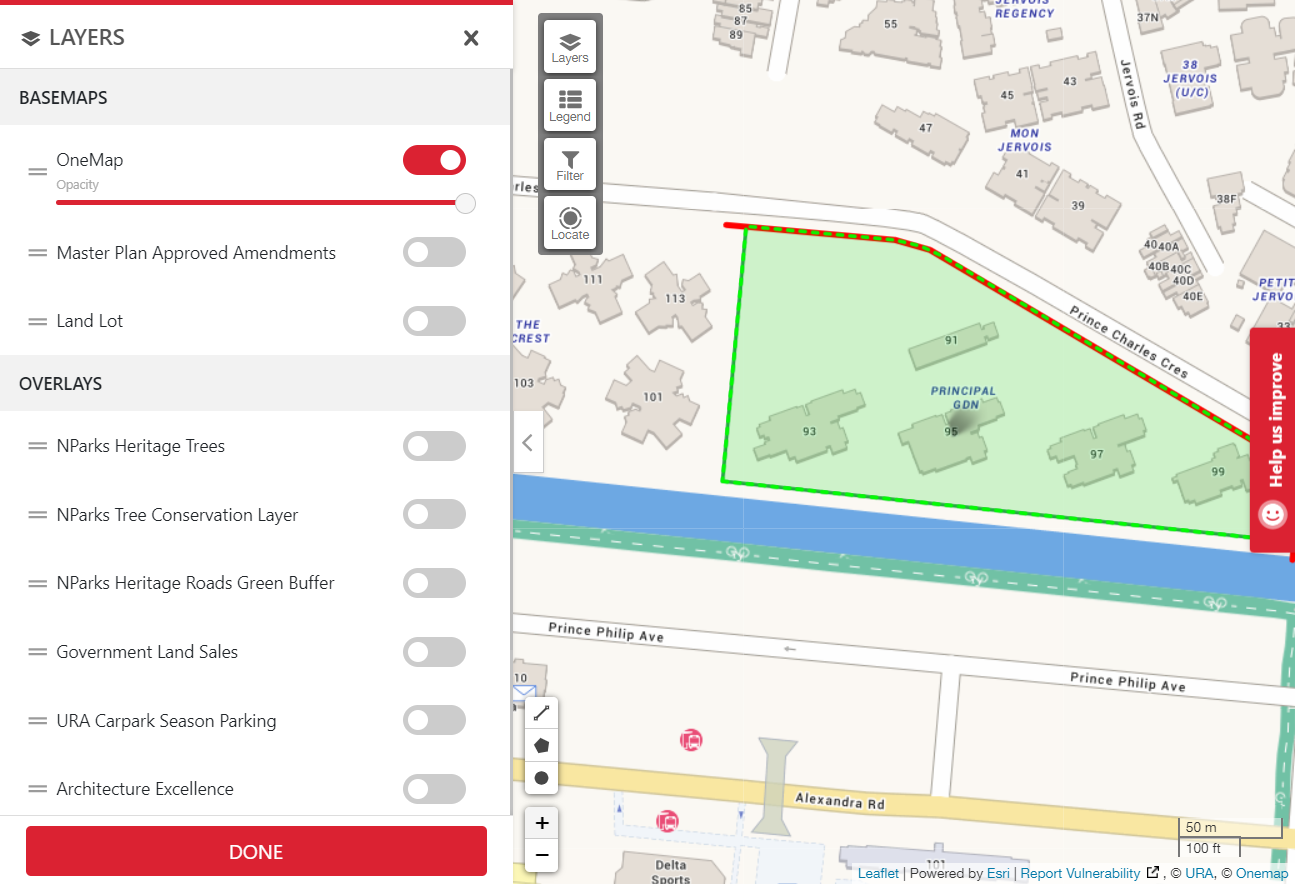 LAYERS
BASEMAPS
OneMap
Opacity
Master Plan Approved Amendments
Land Lot
OVERLAYS
NParks Heritage Trees
NParks Tree Conservation Layer
NParks Heritage Roads Green Buffer
Government Land Sales
URA Carpark Season Parking
Architecture Excellence
DONE
Layers
Legend
Filter
Locate
85
87
89
55
JERVOIS
REGENCY
37N
Jervois Rd
38
JERVOIS
(U/C)
43
45
47
MON
JERVOIS
41
39
38F
40
40A
40B
40C
40D
40E
PETIT
JERVO
33
rles
111
113
THE
CREST
103
101
91
PRINCIPAL
GDN
93
95
97
99
Prince Charles Cres
Help us improve
Prince Philip Ave
Prince Philip Ave
10
Alexandra Rd
Delta
Sports
101
+
−
50 m
100 ft
Leaflet | Powered by Esri | Report Vulnerability , © URA, © Onemap